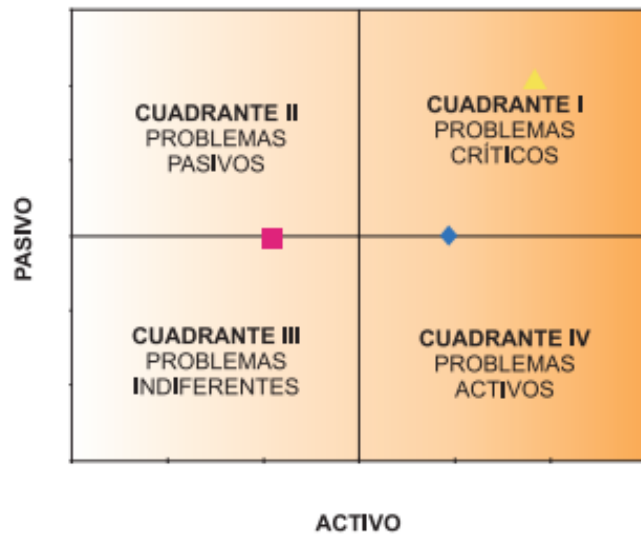 CUADRANTE II
PROBLEMAS
PASIVOS
CUADRANTE I
PROBLEMAS
CRÍTICOS
PASIVO
CUADRANTE III
PROBLEMAS
INDIFERENTES
CUADRANTE IV
PROBLEMAS
ACTIVOS
ACTIVO